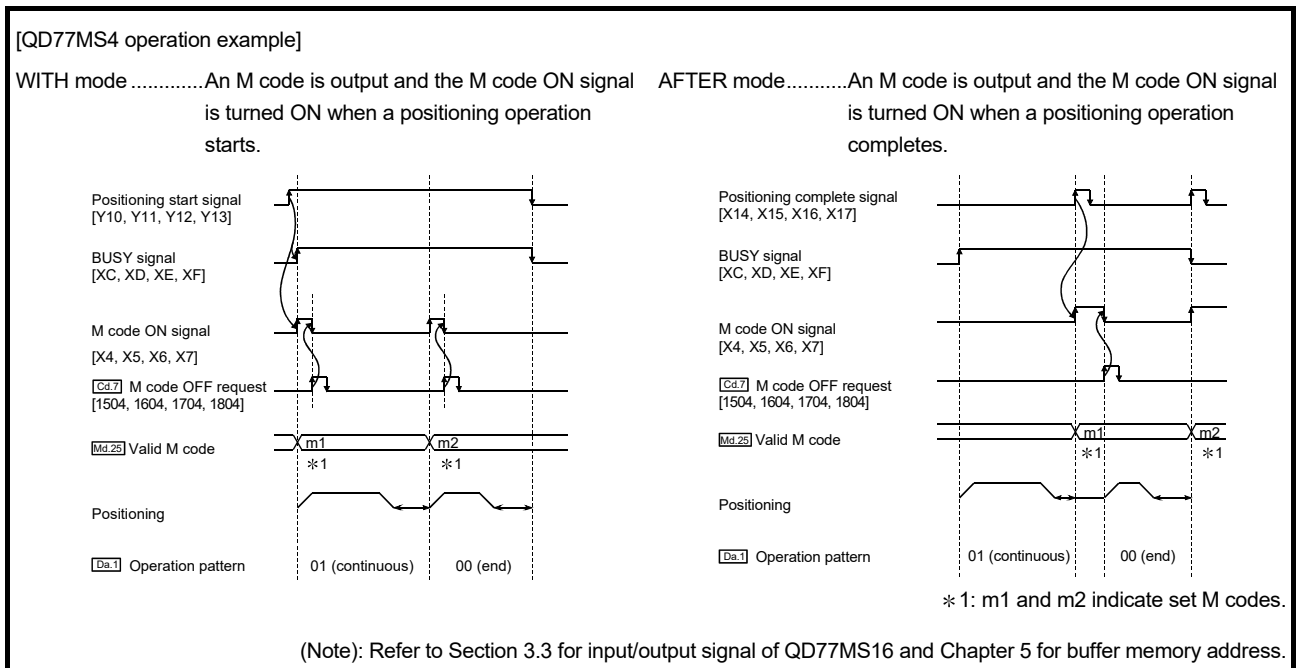 [QD77MS4 operation example]
WITH mode .............An M code is output and the M code ON signal
is turned ON when a positioning operation
starts.
Positioning start signal
[Y10, Y11, Y12, Y13]
BUSY signal
[XC, XD, XE, XF]
M code ON signal
[X4, X5, X6, X7]
Cd.7 M code OFF request
[1504, 1604, 1704, 1804]
Md.25 Valid M code
m1
m2
*1
*1
Positioning
Da.1 Operation pattern
01 (continuous)
00 (end)
AFTER mode...........An M code is output and the M code ON signal
is turned ON when a positioning operation
completes.
Positioning complete signal
[X14, X15, X16, X17]
BUSY signal
[XC, XD, XE, XF]
M code ON signal
[X4, X5, X6, X7]
Cd.7 M code OFF request
[1504, 1604, 1704, 1804]
Md.25 Valid M code
m1
m2
*1
*1
Positioning
Da.1 Operation pattern
01 (continuous)
00 (end)
*1: m1 and m2 indicate set M codes.
(Note): Refer to Section 3.3 for input/output signal of QD77MS16 and Chapter 5 for buffer memory address.